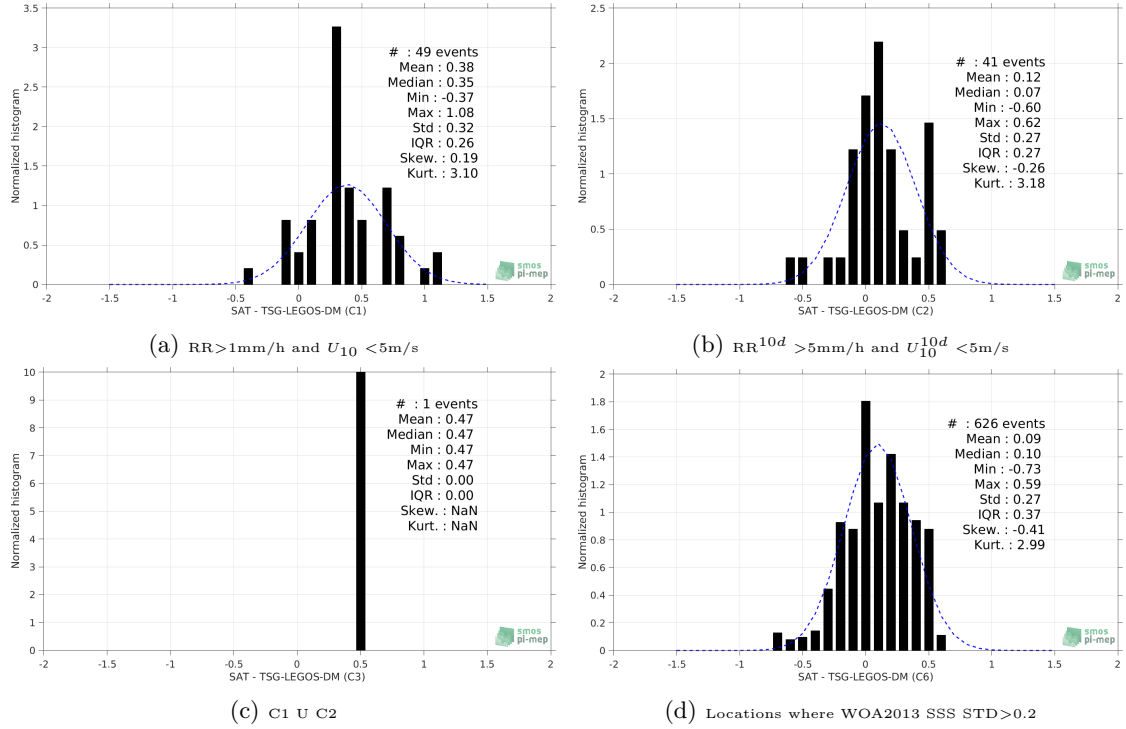 3.5
3
2.5
2
1.5
1
0.5
0
-2 -1.5 -1 -0.5 0 0.5 1 1.5 2
Normalized histogram
SAT - TSG-LEGOS-DM (C1)
# : 49 events
Mean : 0.38
Median : 0.35
Min : -0.37
Max : 1.08
Std : 0.32
IQR : 0.26
Skew. : 0.19
Kurt. : 3.10
smos
pi-mep
(a) RR>1mm/h and U10 <5m/s
2.5
2
1.5
1
0.5
0
-2 -1.5 -1 -0.5 0 0.5 1 1.5 2
Normalized histogram
SAT - TSG-LEGOS-DM (C2)
# : 41 events
Mean : 0.12
Median : 0.07
Min : -0.60
Max : 0.62
Std : 0.27
IQR : 0.27
Skew. : -0.26
Kurt. : 3.18
smos
pi-mep
(b) RR10d >5mm/h and U10d10 <5m/s
10
9
8
7
6
5
4
3
2
1
0
-2 -1.5 -1 -0.5 0 0.5 1 1.5 2
Normalized histogram
SAT - TSG-LEGOS-DM (C3)
# : 1 events
Mean : 0.47
Median : 0.47
Min : 0.47
Max : 0.47
Std : 0.00
IQR : 0.00
Skew. : NaN
Kurt. : NaN
smos
pi-mep
(c) C1 U C2
2
1.8
1.6
1.4
1.2
1
0.8
0.6
0.4
0.2
0
-2 -1.5 -1 -0.5 0 0.5 1 1.5 2
Normalized histogram
SAT - TSG-LEGOS-DM (C6)
# : 626 events
Mean : 0.09
Median : 0.10
Min : -0.73
Max : 0.59
Std : 0.27
IQR : 0.37
Skew. : -0.41
Kurt. : 2.99
smos
pi-mep
(d) Locations where WOA2013 SSS STD>0.2